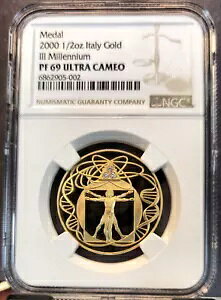 Medal
2000 1/2oz Italy Gold
III Millennium
PF 69 ULTRA CAMEO
6862905-002
NUMISMATIC GUARANTY COMPANY
NGC